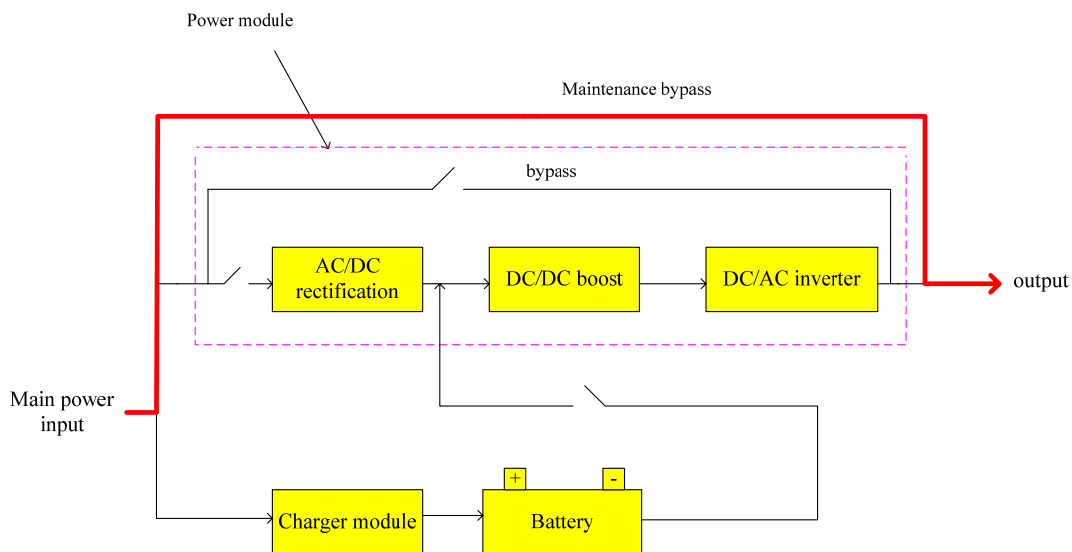 Power module
Maintenance bypass
bypass
AC/DC
rectification
DC/DC boost
DC/AC inverter
output
Main power
input
+
-
Charger module
Battery